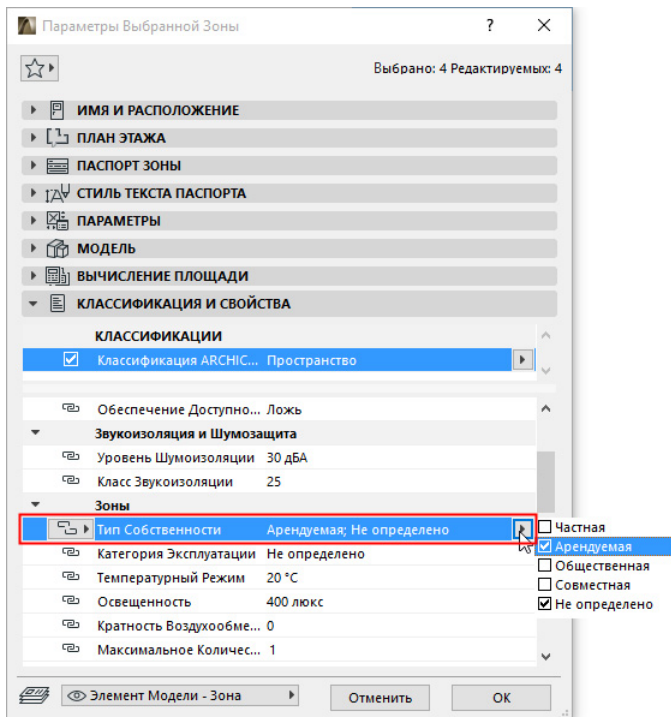 Параметры Выбранной Зоны ? ×
Выбрано: 4 Редактируемых: 4
ИМЯ И РАСПОЛОЖЕНИЕ
ПЛАН ЭТАЖА
ПАСПОРТ ЗОНЫ
СТИЛЬ ТЕКСТА ПАСПОРТА
ПАРАМЕТРЫ
МОДЕЛЬ
ВЫЧИСЛЕНИЕ ПЛОЩАДИ
КЛАССИФИКАЦИЯ И СВОЙСТВА
КЛАССИФИКАЦИИ
Классификация ARCHIC... Пространство
Обеспечение Доступно... Ложь
Звукоизоляция и Шумозащита
Уровень Шумоизоляции 30 дБА
Класс Звукоизоляции 25
Зоны
Тип Собственности Арендуемая; Не определено
Частная
Арендуемая
Общественная
Совместная
Не определено
Категория Эксплуатации Не определено
Температурный Режим 20 °C
Освещенность 400 люкс
Кратность Воздухообме... 0
Максимальное Количес... 1
Элемент Модели - Зона
Отменить
OK